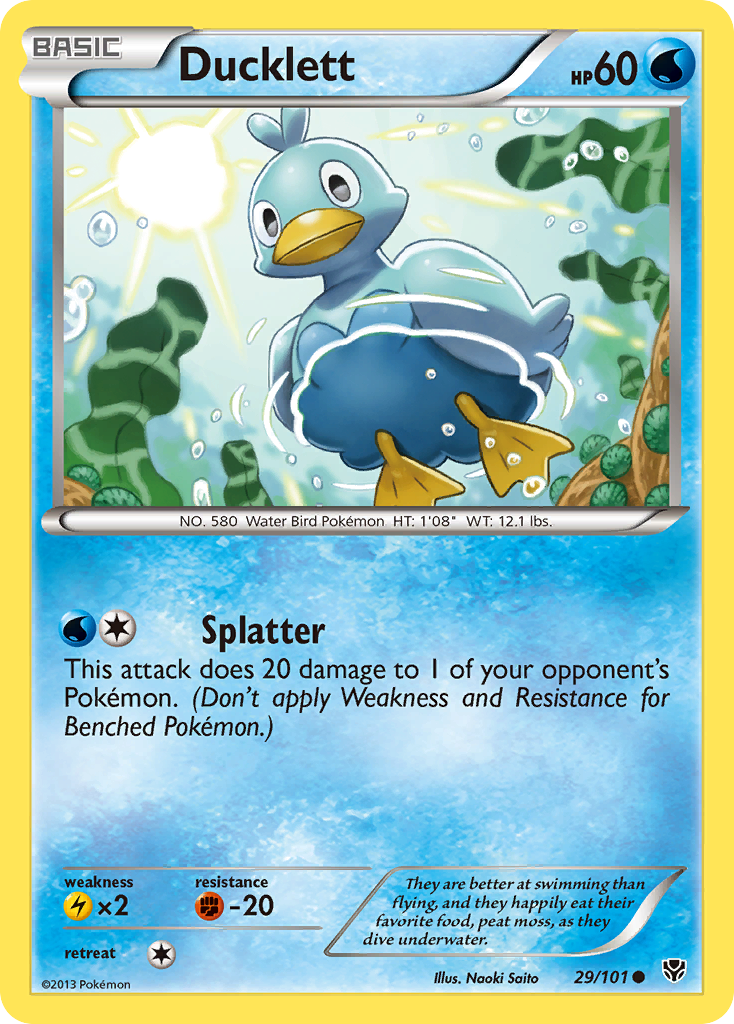 BASIC
Ducklett
HP60
NO. 580 Water Bird Pokémon HT: 1'08" WT: 12.1 lbs.
Splatter
This attack does 20 damage to 1 of your opponent's
Pokémon. (Don't apply Weakness and Resistance for
Benched Pokémon.)
weakness
×2
resistance
-20
retreat
They are better at swimming than
flying, and they happily eat their
favorite food, peat moss, as they
dive underwater.
©2013 Pokémon
Illus. Naoki Saito
29/101